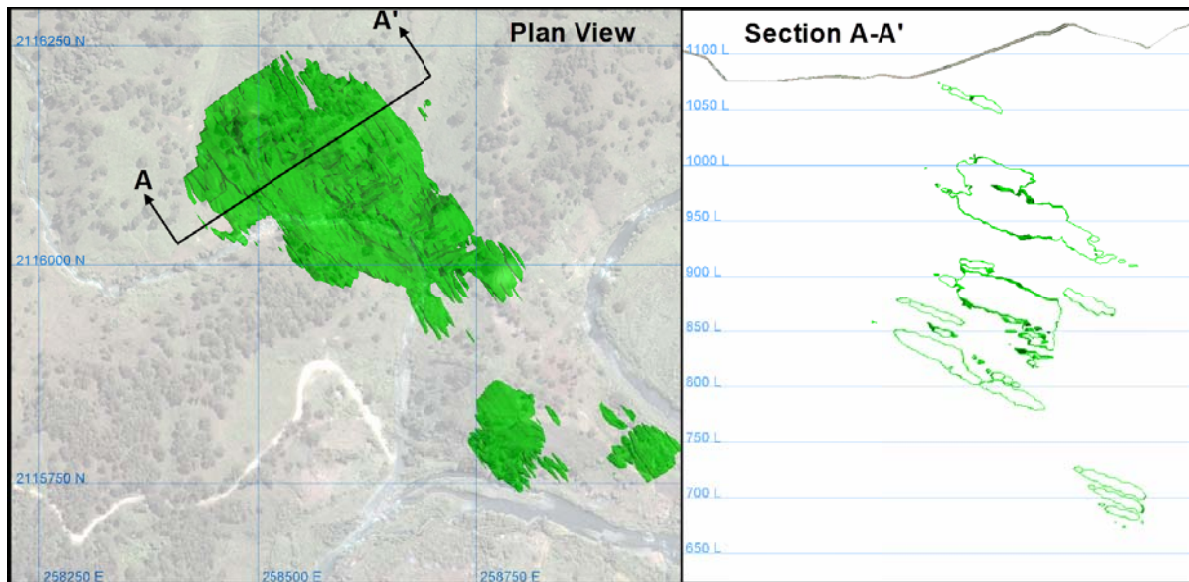 Plan View
A'
A
2116250 N
2116000 N
2115750 N
258250 E
258500 E
258750 E
Section A-A'
1100 L
1050 L
1000 L
950 L
900 L
850 L
800 L
750 L
700 L
650 L